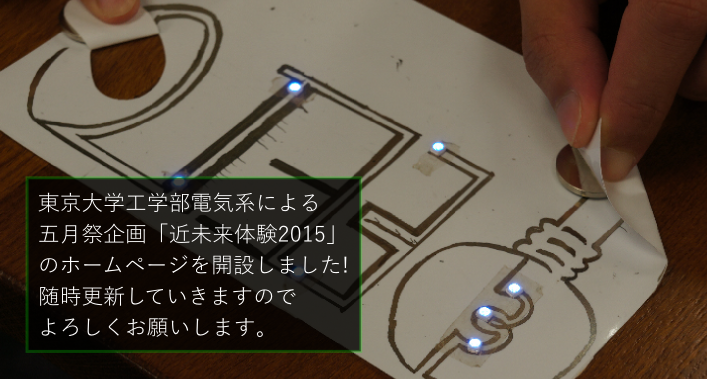 東京大学工学部電気系による
五月祭企画「近未来体験2015」
のホームページを開設しました!
随時更新していきますので
よろしくお願いします。